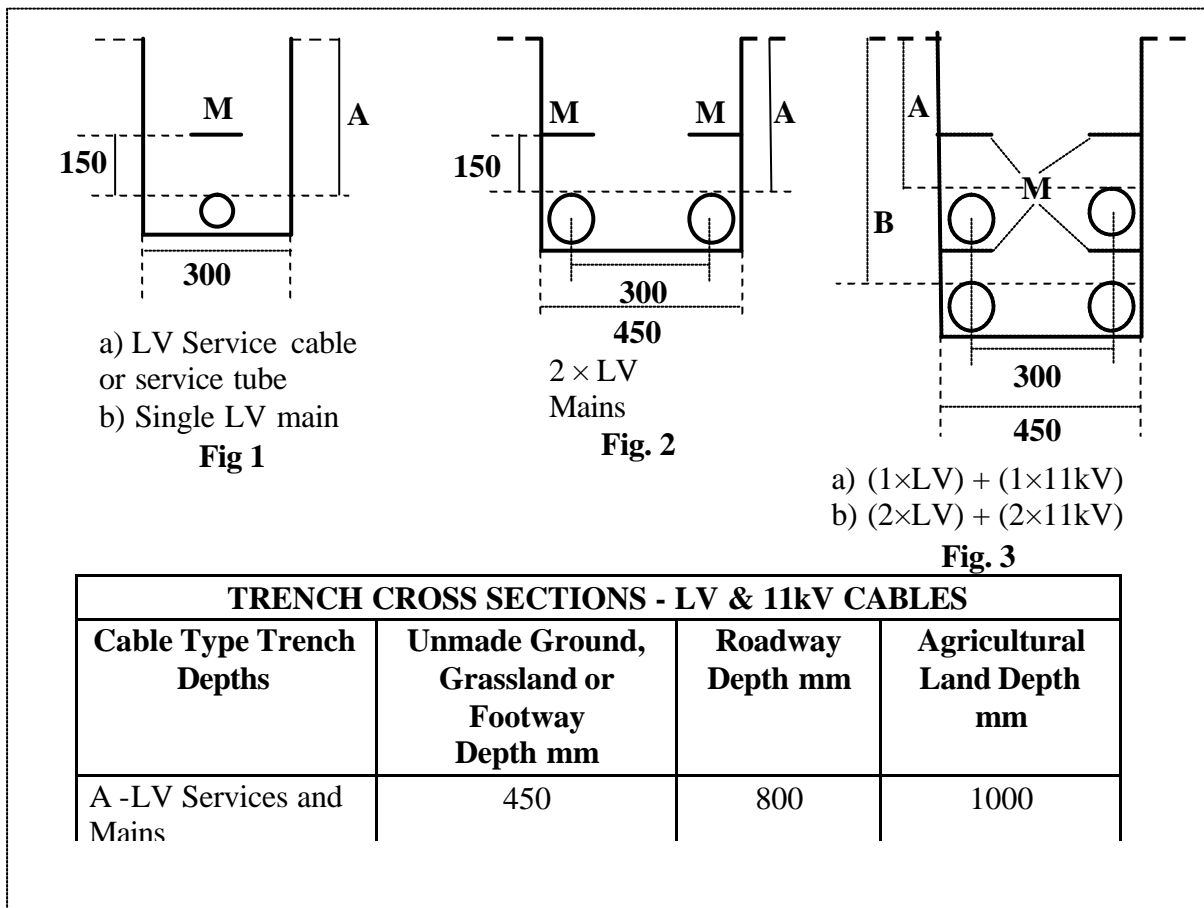 M
A
150
300
a) LV Service cable
or service tube
b) Single LV main
Fig 1
M M A
150
300
450
2 × LV
Mains
Fig. 2
A
M
B
300
450
a) (1×LV) + (1×11kV)
b) (2×LV) + (2×11kV)
Fig. 3
TRENCH CROSS SECTIONS - LV & 11kV CABLES
Cable Type Trench
Depths
Unmade Ground,
Grassland or
Footway
Depth mm
Roadway
Depth mm
Agricultural
Land Depth
mm
A -LV Services and
Mains
450
800
1000